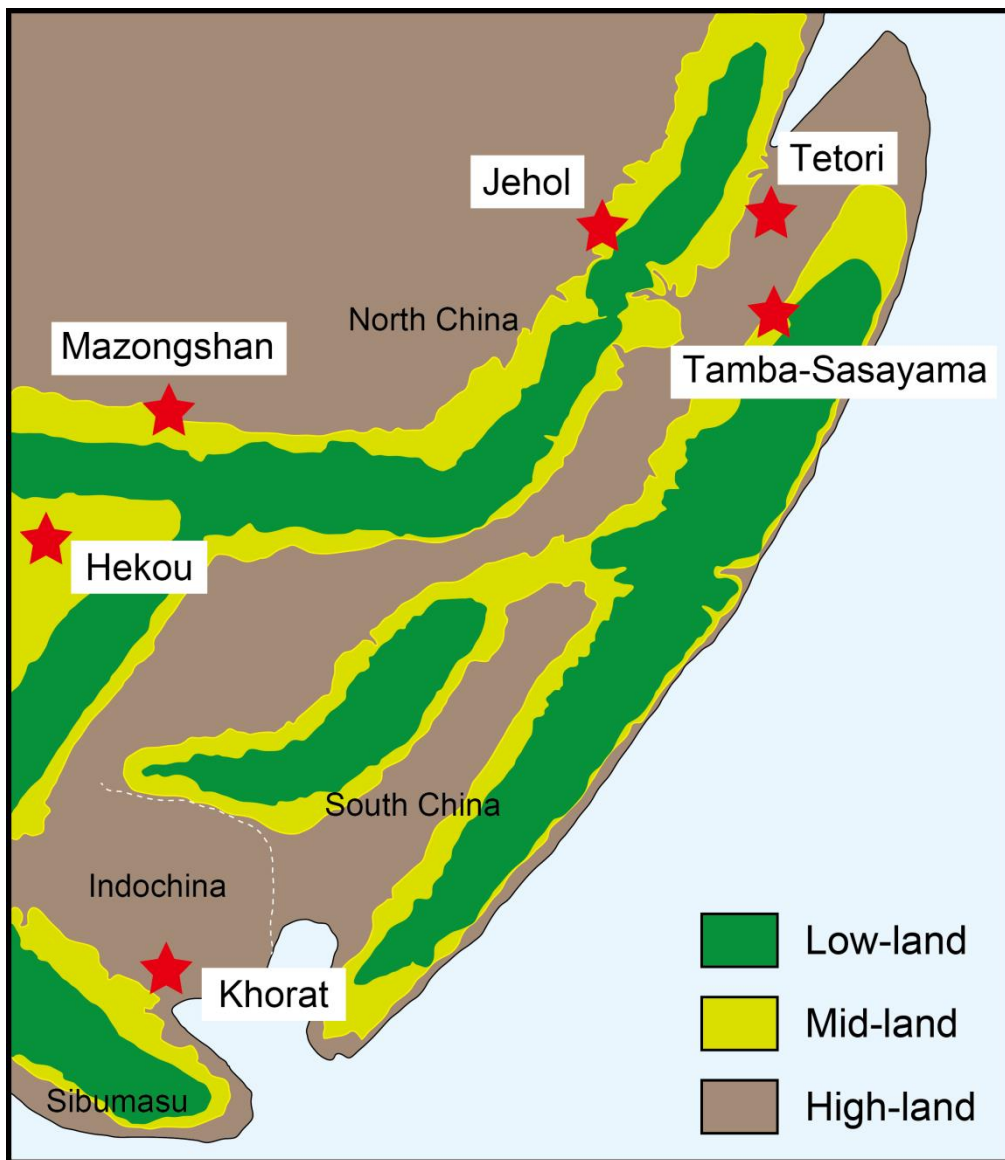 Tetori
Jehol
North China
Mazongshan
Tamba-Sasayama
Hekou
South China
Indochina
Khorat
Sibumasu
Low-land
Mid-land
High-land